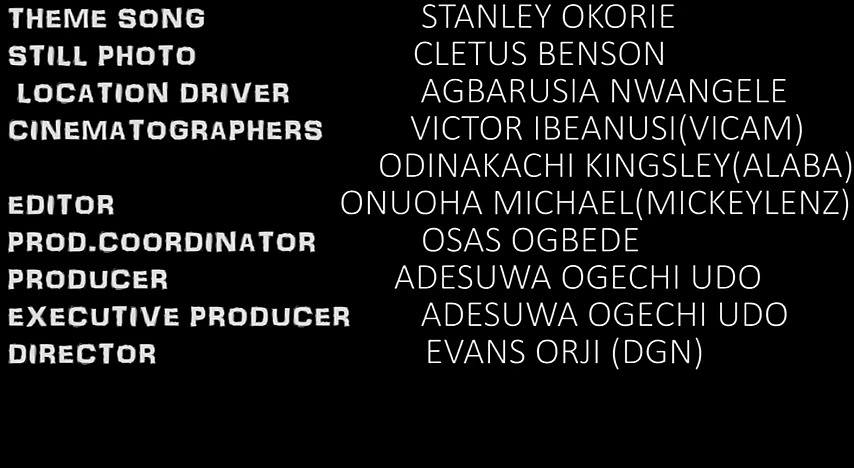 THEME SONG STANLEY OKORIE
STILL PHOTO CLETUS BENSON
LOCATION DRIVER AGBARUSIA NWANGELE
CINEMATOGRAPHERS VICTOR IBEANUSI(VICAM)
ODINAKACHI KINGSLEY(ALABA)
EDITOR ONUOHA MICHAEL(MICKEYLENZ)
PROD.COORDINATOR OSAS OGBEDE
PRODUCER ADESUWA OGECHI UDO
EXECUTIVE PRODUCER ADESUWA OGECHI UDO
DIRECTOR EVANS ORJI (DGN)